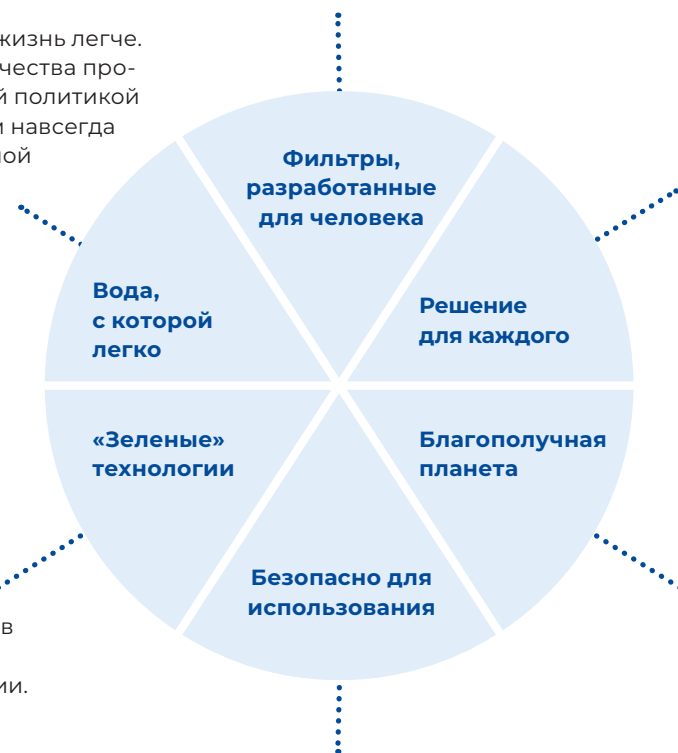 жизнь легче.
чества про-
й политикой
и навсегда
ной
Фильтры,
разработанные
для человека
Вода,
с которой
легко
Решение
для каждого
«Зеленые»
технологии
Благополучная
планета
Безопасно для
использования
в
ии.